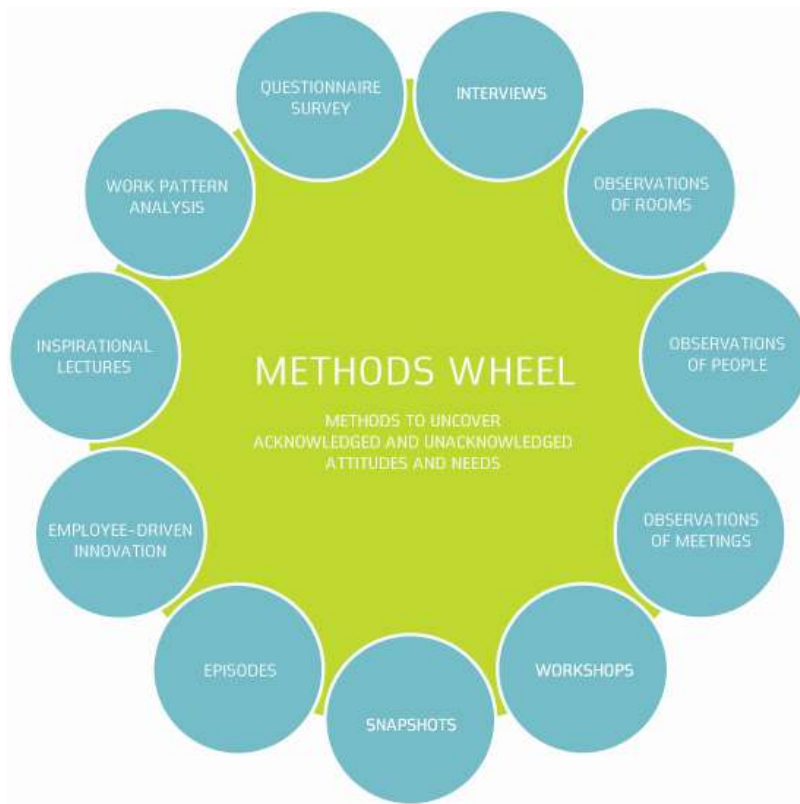 QUESTIONNAIRE
SURVEY
INTERVIEWS
OBSERVATIONS
OF ROOMS
OBSERVATIONS
OF PEOPLE
OBSERVATIONS
OF MEETINGS
WORKSHOPS
SNAPSHOTS
EPISODES
EMPLOYEE-DRIVEN
INNOVATION
INSPIRATIONAL
LECTURES
WORK PATTERN
ANALYSIS
METHODS WHEEL
METHODS TO UNCOVER
ACKNOWLEDGED AND UNACKNOWLEDGED
ATTITUDES AND NEEDS